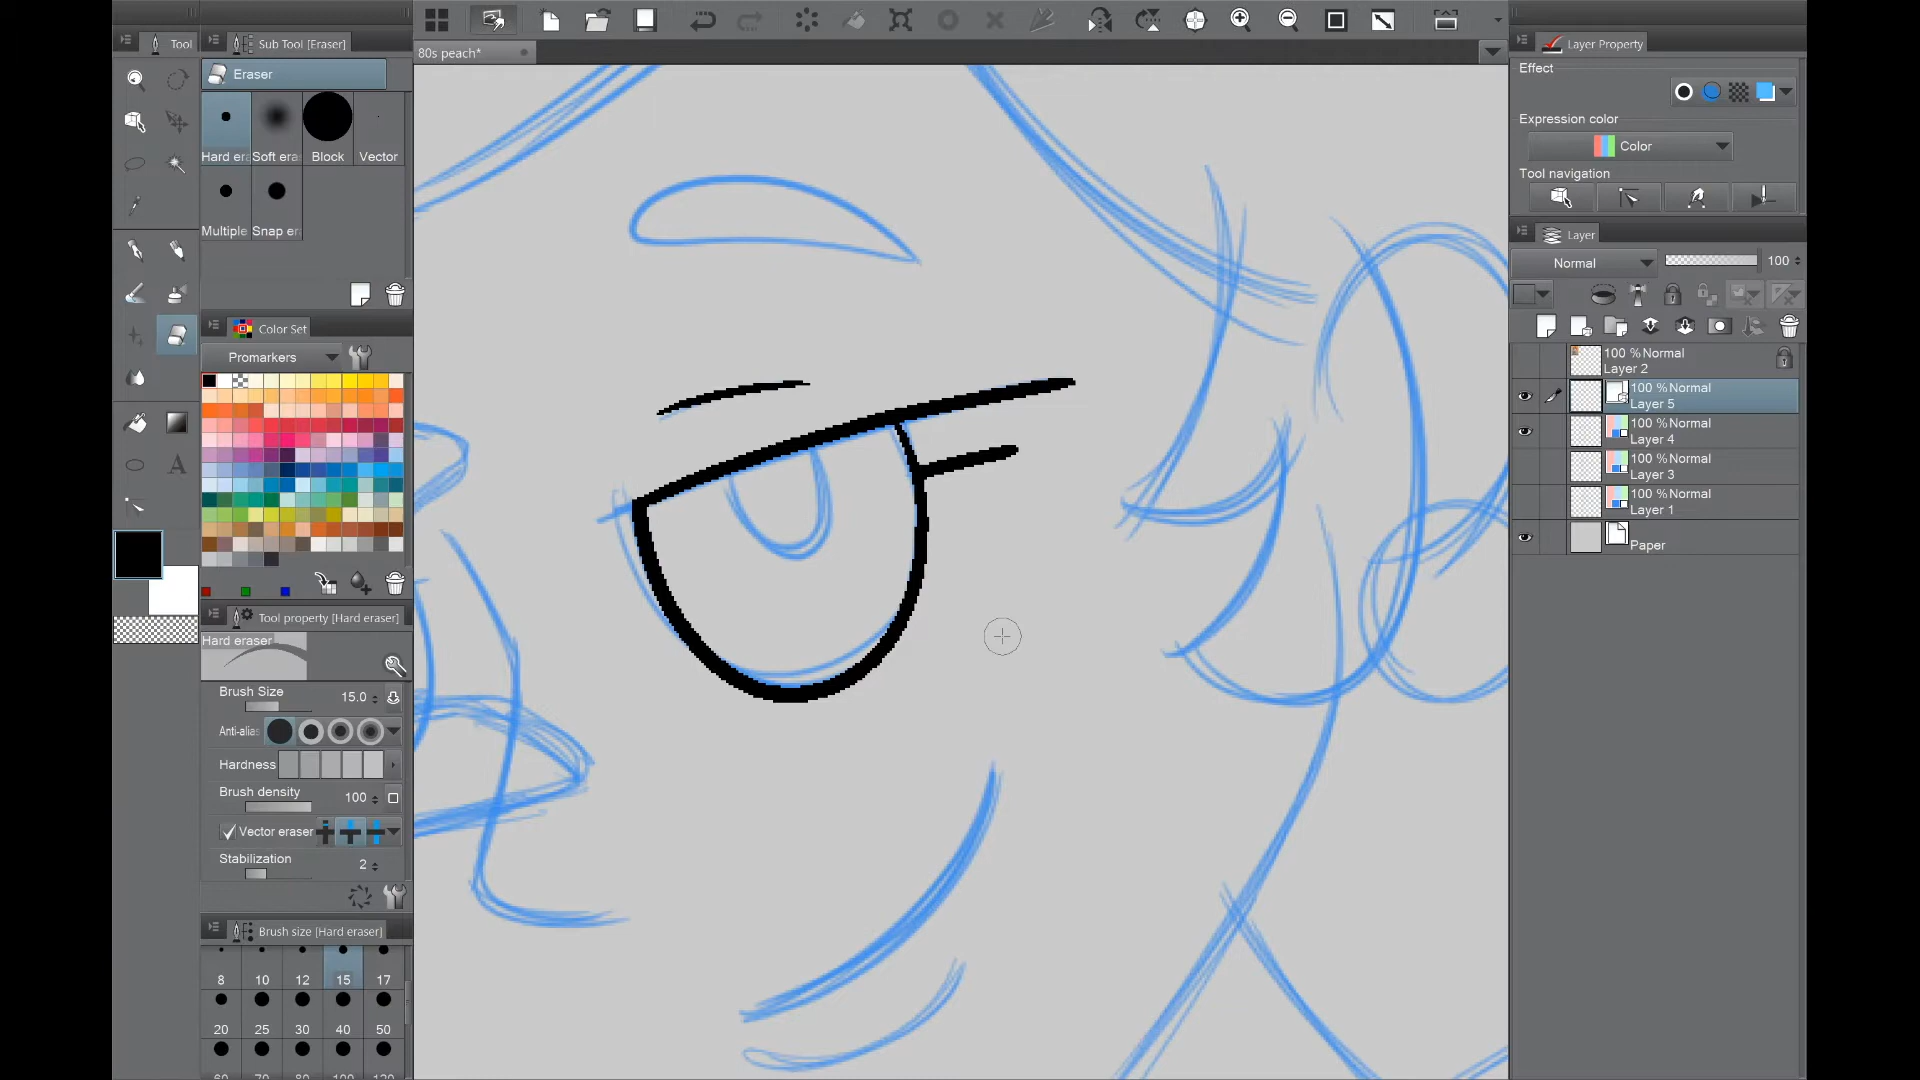 Tool
Sub Tool [Eraser]
Eraser
Hard era
Soft era
Block
Vector
Multiple
Snap er
Color Set
Promarkers
Tool property [Hard eraser]
Hard eraser
Brush Size
15.0
Anti-alias
Hardness
Brush density
100
Vector eraser
Stabilization
2
Brush size [Hard eraser]
8
10
12
15
17
20
25
30
40
50
80s peach*
Layer Property
Effect
Expression color
Color
Tool navigation
Layer
Normal
100
100 % Normal
Layer 2
100 % Normal
Layer 5
100 % Normal
Layer 4
100 % Normal
Layer 3
100 % Normal
Layer 1
Paper